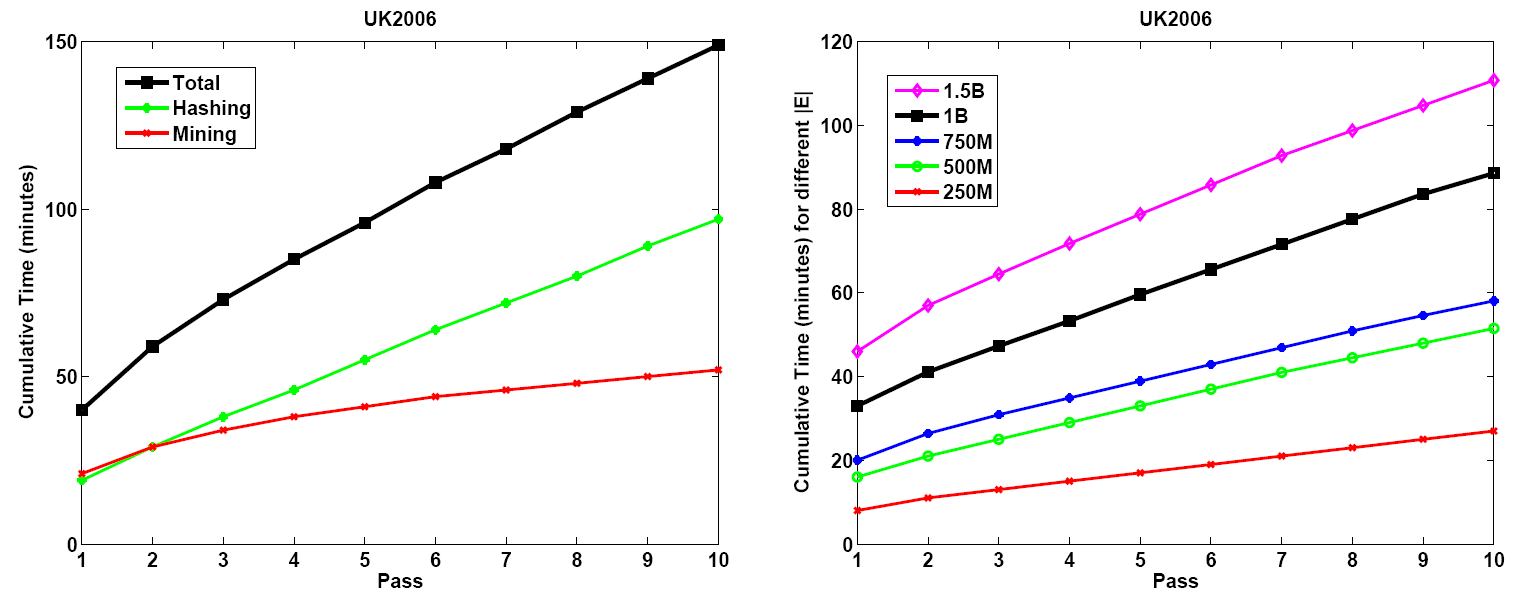 UK2006
150
100
50
0
Total
Hashing
Mining
Cumulative Time (minutes)
1 2 3 4 5 6 7 8 9 10
Pass
UK2006
120
100
80
60
40
20
0
1.5B
1B
750M
500M
250M
Cumulative Time (minutes) for different |E|
1 2 3 4 5 6 7 8 9 10
Pass